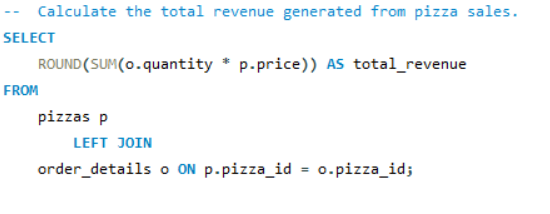 -- Calculate the total revenue generated from pizza sales.
SELECT
ROUND(SUM(o.quantity * p.price)) AS total_revenue
FROM
pizzas p
LEFT JOIN
order_details o ON p.pizza_id = o.pizza_id;